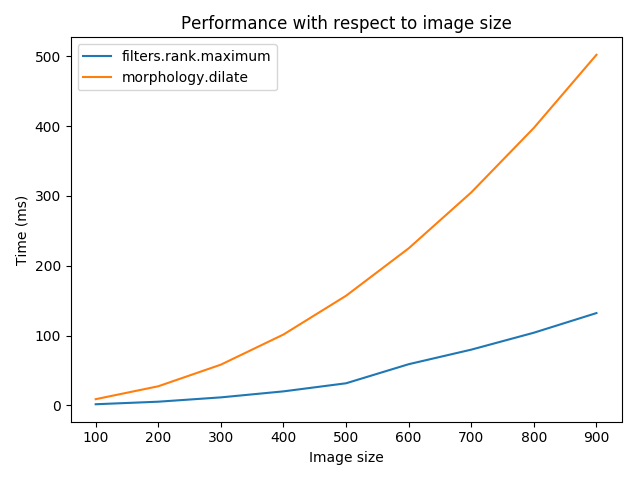 Performance with respect to image size
filters.rank.maximum
morphology.dilate
Time (ms)
500
400
300
200
100
0
100 200 300 400 500 600 700 800 900
Image size